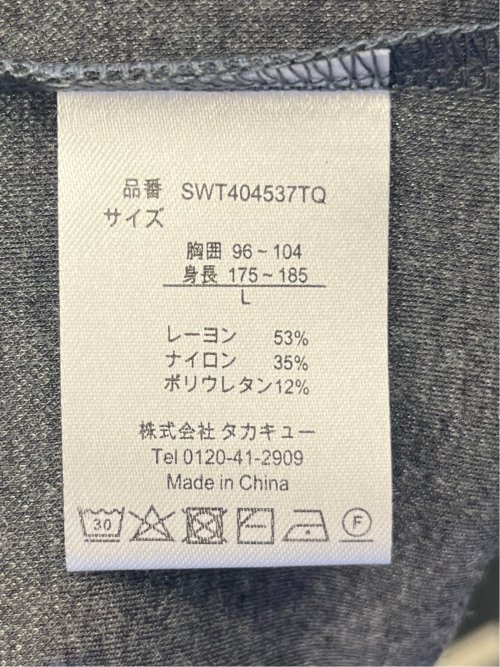 品番 SWT404537TQ
サイズ
胸囲 96~104
身長 175~185
L
レーヨン 53%
ナイロン 35%
ポリウレタン12%
株式会社 タカキュー
Tel 0120-41-2909
Made in China
30 F